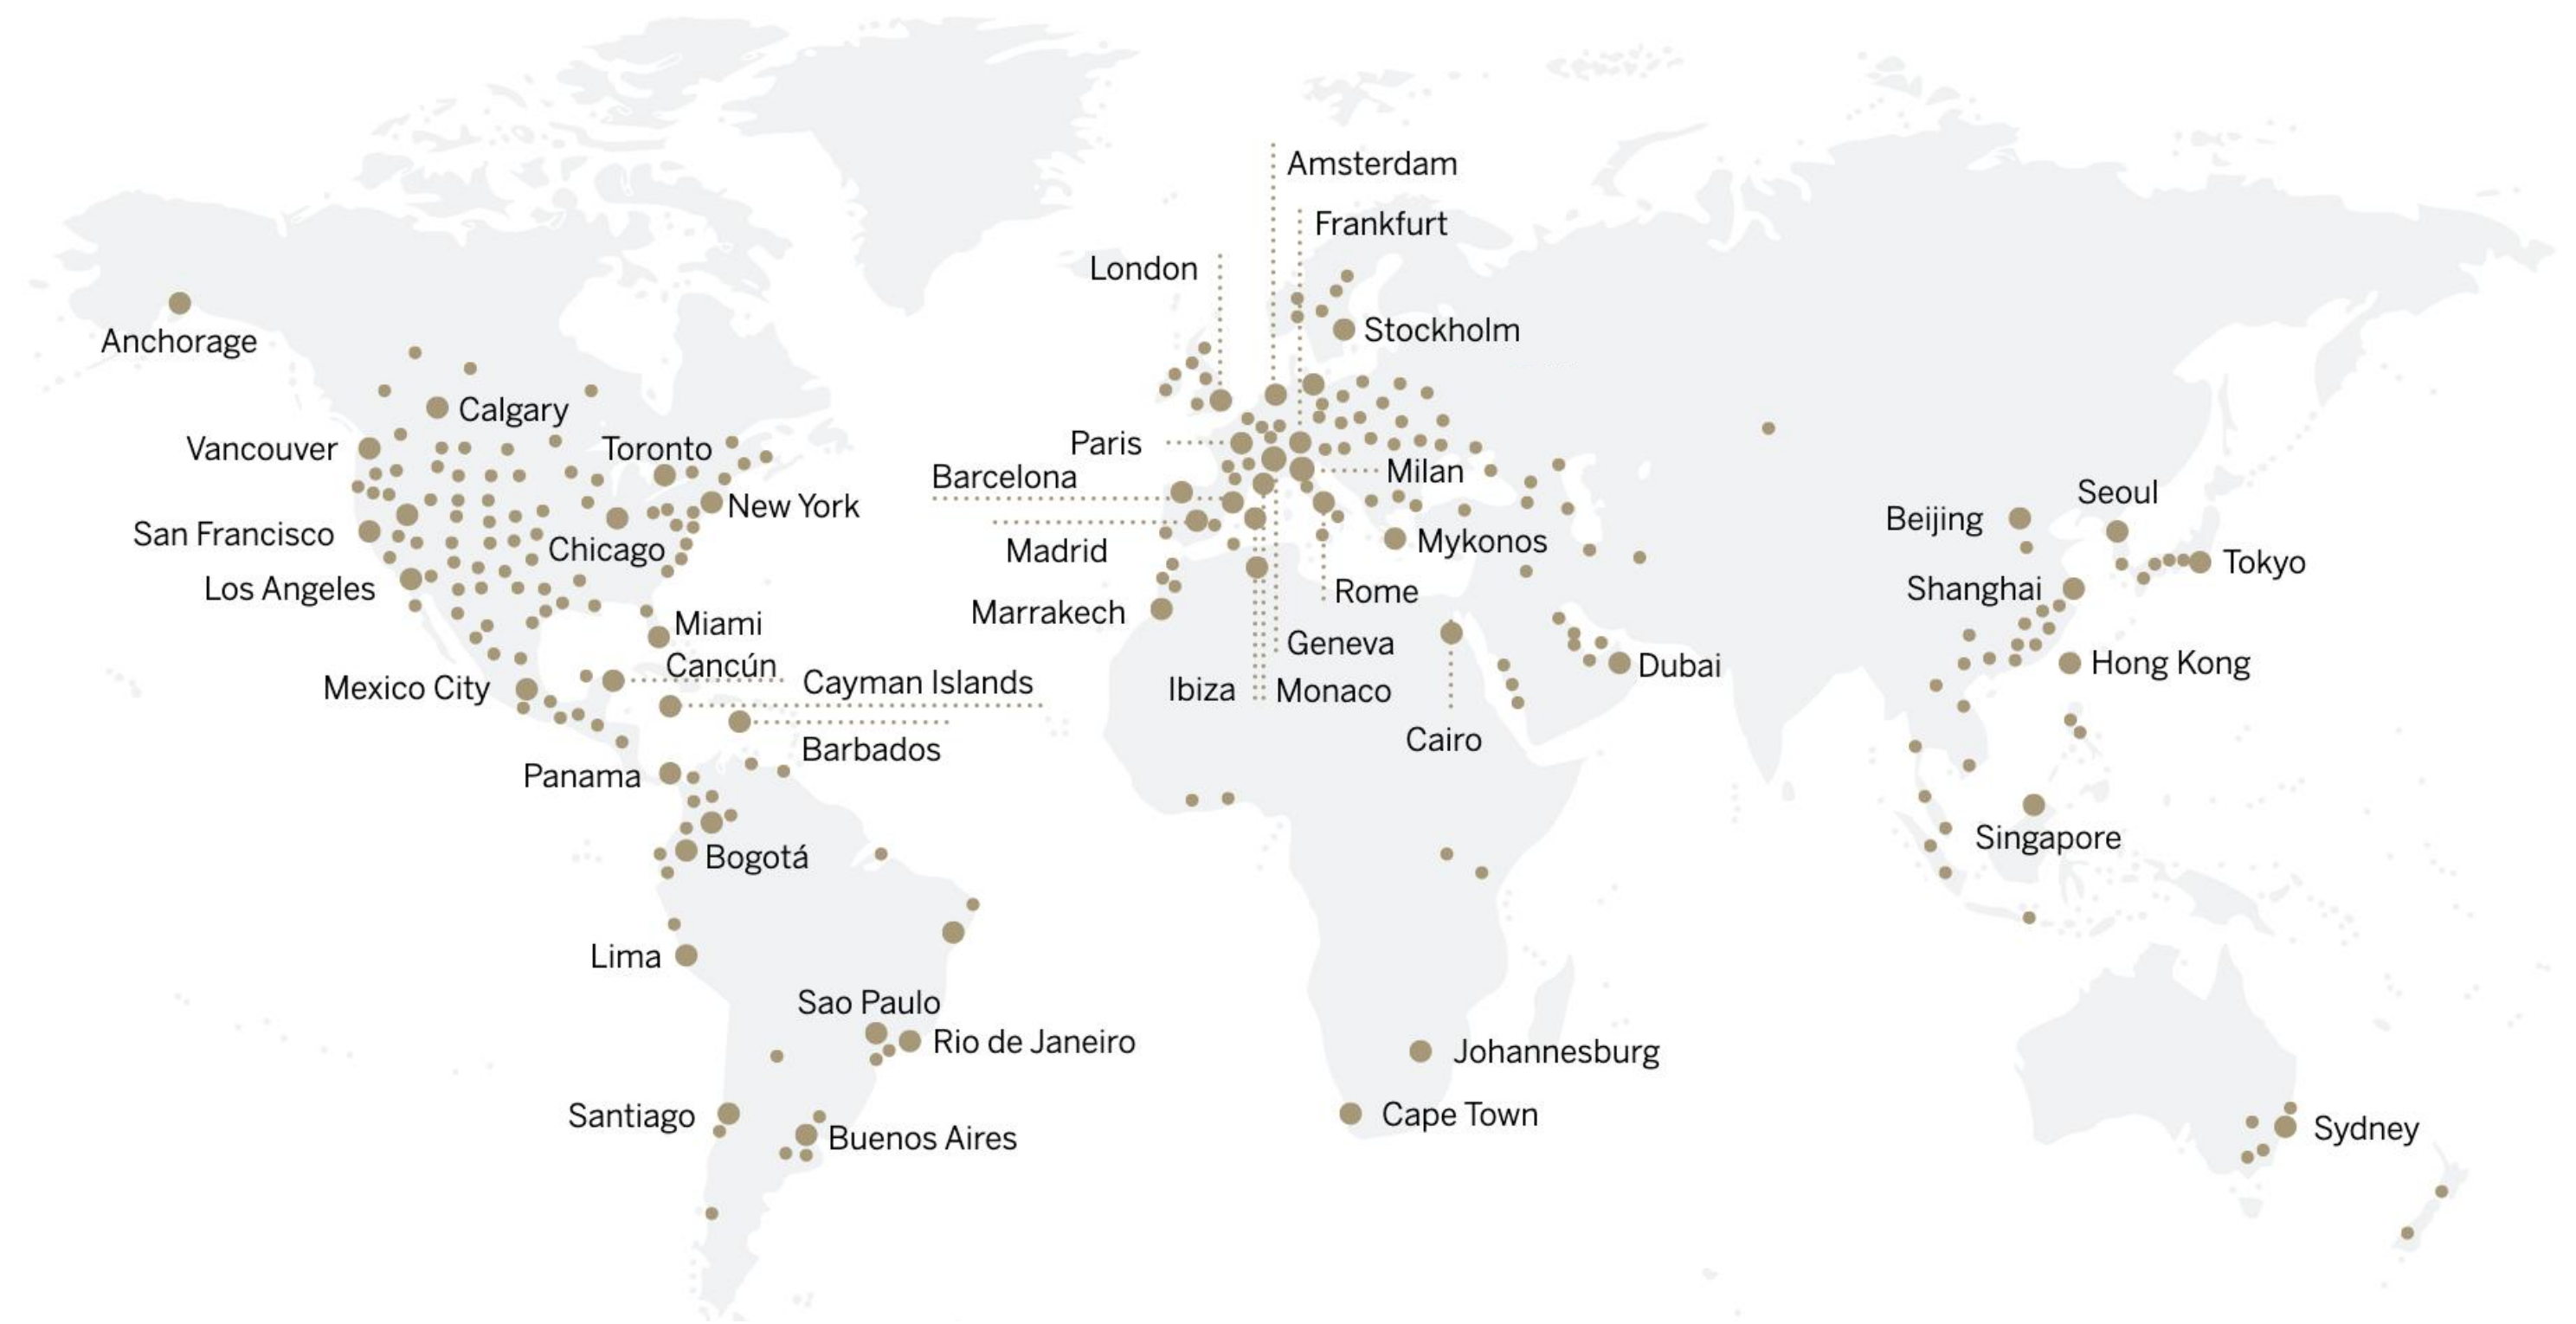 Amsterdam
Frankfurt
London
Stockholm
Anchorage
Calgary
Vancouver
Toronto
Paris
Milan
Barcelona
New York
Seoul
Beijing
San Francisco
Chicago
Madrid
Mykonos
Tokyo
Los Angeles
Rome
Shanghai
Marrakech
Miami
Geneva
Cancún
Dubai
Hong Kong
Mexico City
Cayman Islands
Ibiza
Monaco
Cairo
Barbados
Panama
Singapore
Bogotá
Lima
Sao Paulo
Rio de Janeiro
Johannesburg
Santiago
Cape Town
Buenos Aires
Sydney